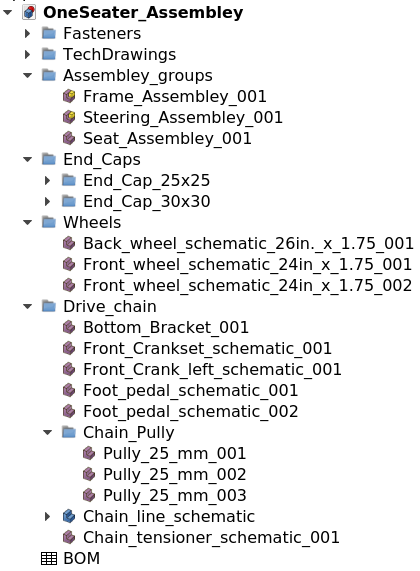 OneSeater_Assembley
Fasteners
TechDrawings
Assembley_groups
Frame_Assembley_001
Steering_Assembley_001
Seat_Assembley_001
End_Caps
End_Cap_25x25
End_Cap_30x30
Wheels
Back_wheel_schematic_26in._x_1.75_001
Front_wheel_schematic_24in_x_1.75_001
Front_wheel_schematic_24in_x_1.75_002
Drive_chain
Bottom_Bracket_001
Front_Crankset_schematic_001
Front_Crank_left_schematic_001
Foot_pedal_schematic_001
Foot_pedal_schematic_002
Chain_Pully
Pully_25_mm_001
Pully_25_mm_002
Pully_25_mm_003
Chain_line_schematic
Chain_tensioner_schematic_001
BOM